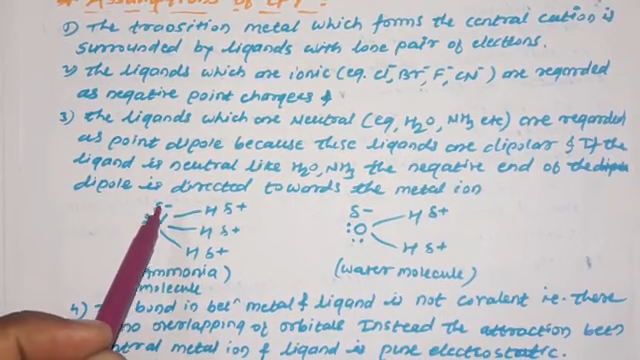 * Assumptions of CFT :
1) The transition metal which forms the central cation is
surrounded by ligands with lone pair of electrons.
2) The ligands which are ionic (eg. Cl⁻, Br⁻, F⁻, CN⁻) are regarded
as negative point charges &
3) The ligands which are Neutral (eg, H₂O, NH₃ etc) are regarded
as point dipole because these ligands are dipolar & If the
ligand is neutral like H₂O, NH₃ the negative end of the
dipole is directed towards the metal ion
δ- H δ+
H δ+
H δ+
(Ammonia)
molecule
δ- H δ+
:O
H δ+
(water molecule)
4) The bond in betⁿ metal & ligand is not covalent i.e. there
no overlapping of orbitals Instead the attraction betn
central metal ion & ligand is pure electrostatic.